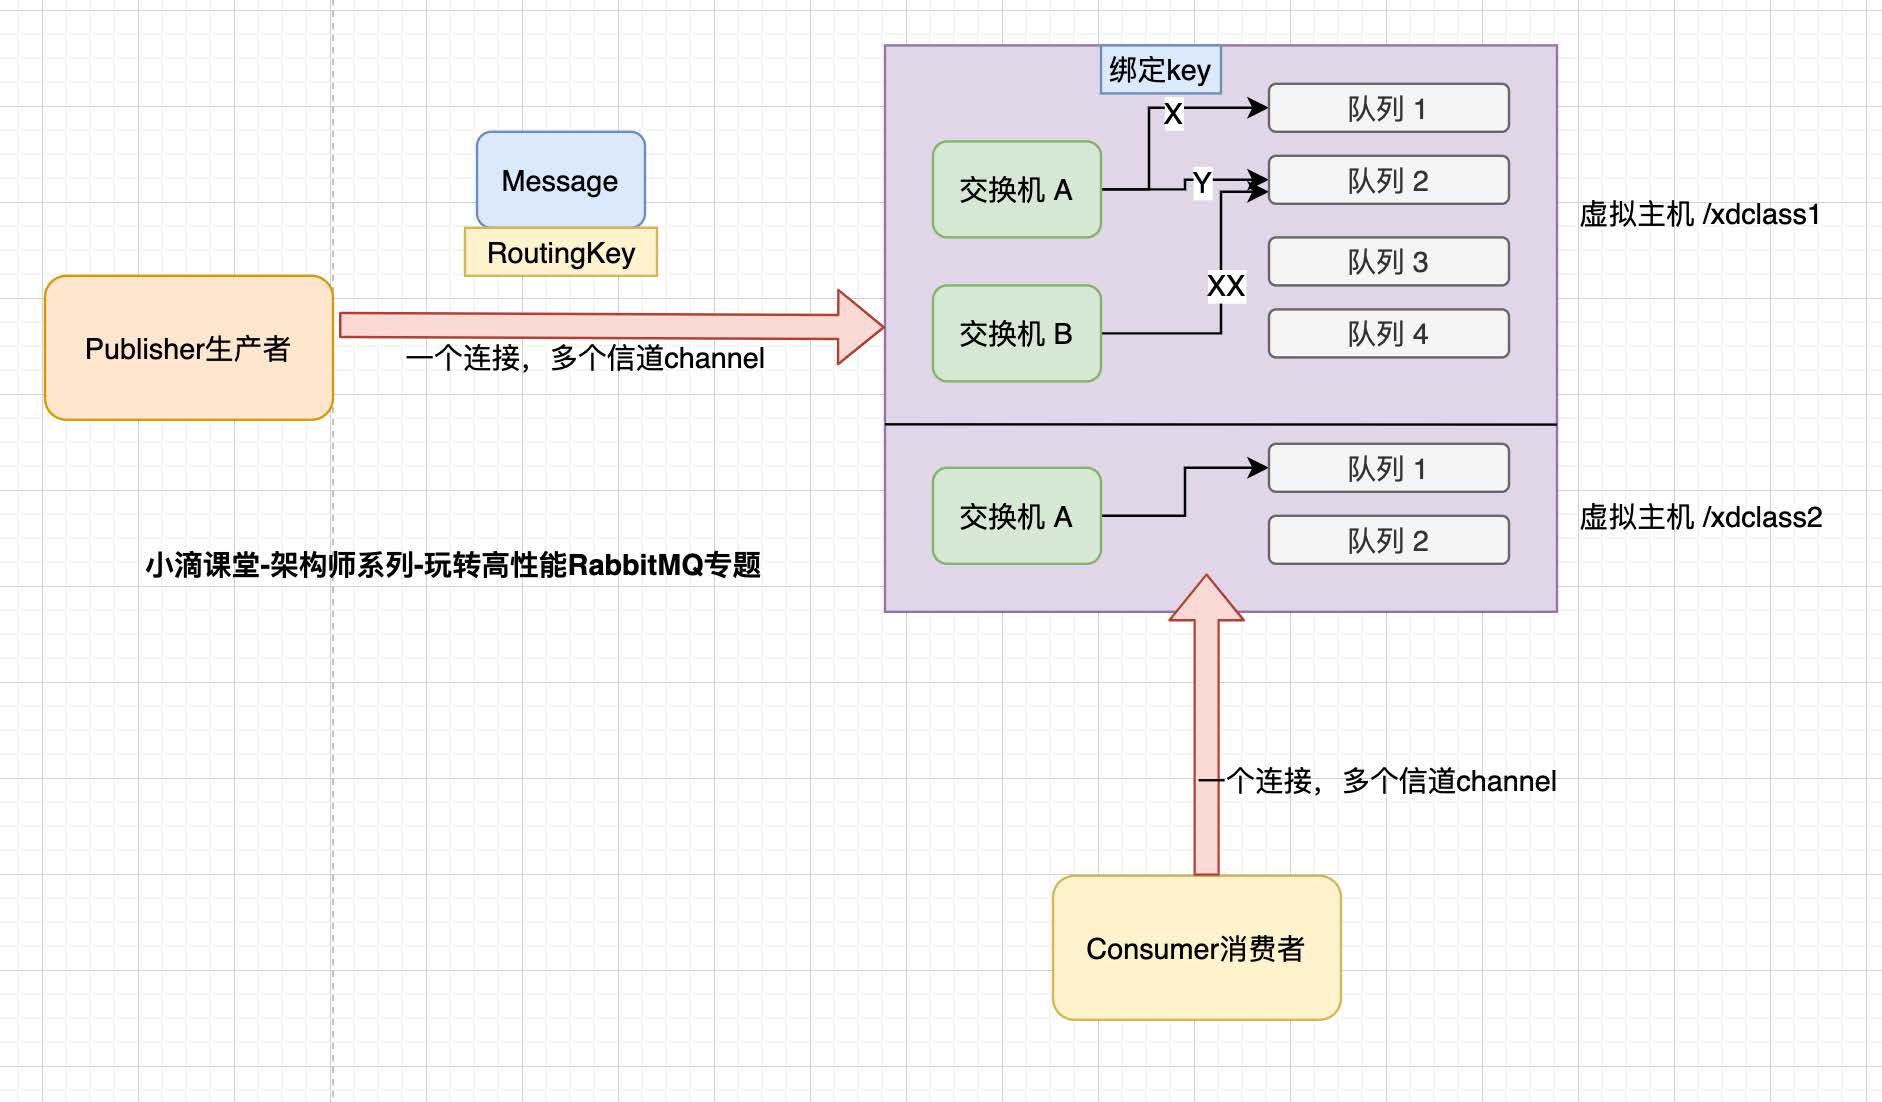 绑定key
X
队列 1
Message
交换机 A
Y
队列 2
虚拟主机 /xdclass1
RoutingKey
队列 3
XX
Publisher生产者
一个连接，多个信道channel
交换机 B
队列 4
队列 1
交换机 A
虚拟主机 /xdclass2
队列 2
小滴课堂-架构师系列-玩转高性能RabbitMQ专题
一个连接，多个信道channel
Consumer消费者